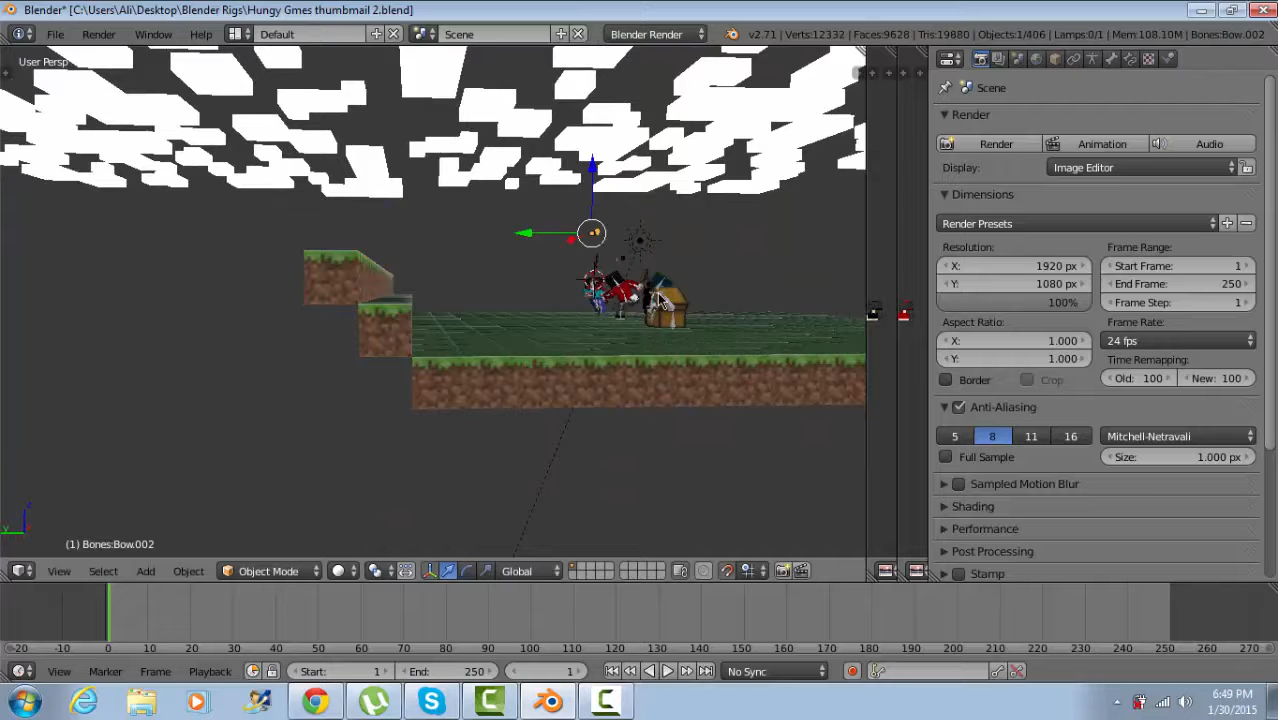 Blender* [C:\Users\Ali\Desktop\Blender Rigs\Hungy Gmes thumbmail 2.blend]
File Render Window Help Default Scene Blender Render v2.71 | Verts:12332 | Faces:9628 | Tris:19880 | Objects:1/406 | Lamps:0/1 | Mem:108.10M | Bones:Bow.002
User Persp
Scene
Render
Render Animation Audio
Display: Image Editor
Dimensions
Render Presets
Resolution: Frame Range:
X: 1920 px Start Frame: 1
Y: 1080 px End Frame: 250
100% Frame Step: 1
Aspect Ratio: Frame Rate:
X: 1.000 24 fps
Y: 1.000 Time Remapping:
Border Crop Old: 100 New: 100
Anti-Aliasing
5 8 11 16 Mitchell-Netravali
Full Sample Size: 1.000 px
Sampled Motion Blur
Shading
Performance
Post Processing
Stamp
z
y
(1) Bones:Bow.002
View Select Add Object Object Mode Global
-20 -10 0 10 20 30 40 50 60 70 80 90 100 110 120 130 140 150 160 170 180 190 200 210 220 230 240 250 260 270
View Marker Frame Playback Start: 1 End: 250 1 No Sync
6:49 PM
1/30/2015